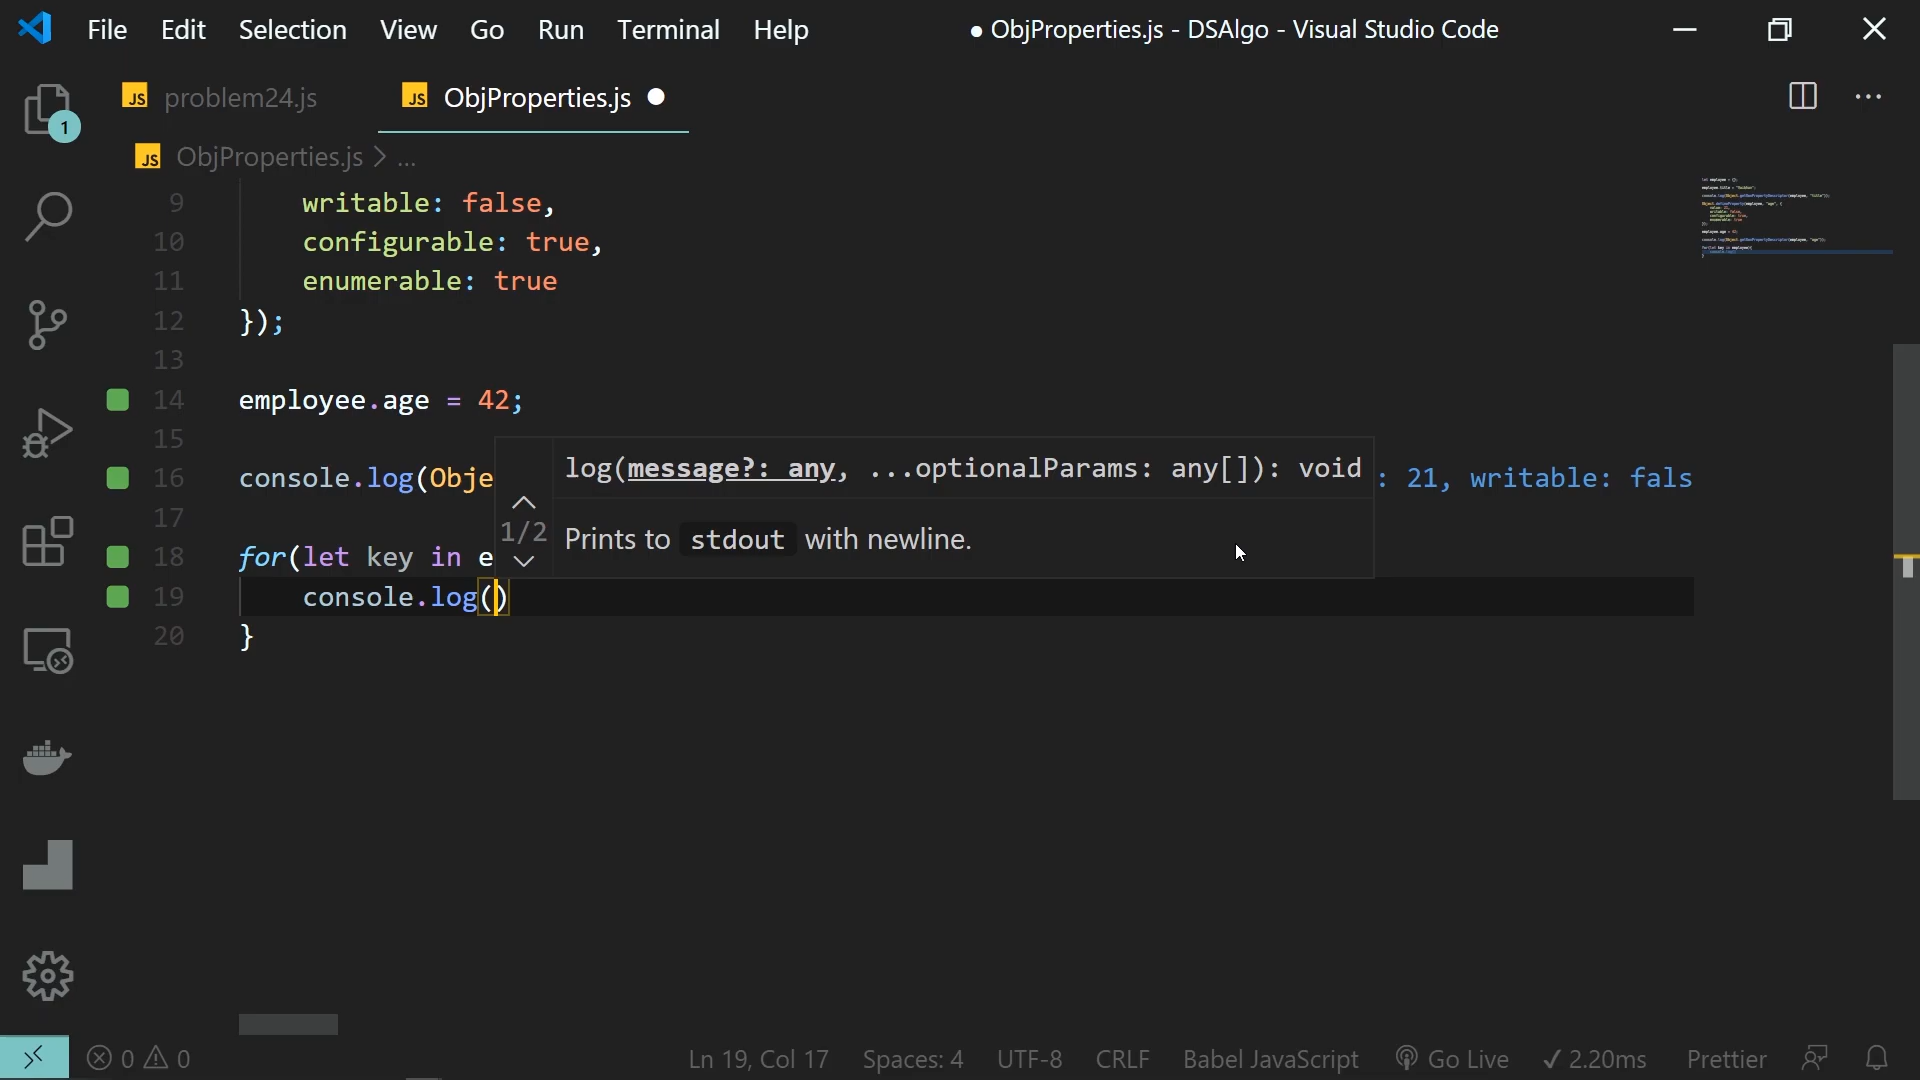 File Edit Selection View Go Run Terminal Help ● ObjProperties.js - DSAlgo - Visual Studio Code
JS problem24.js JS ObjProperties.js ●
1
JS ObjProperties.js > ...
9 writable: false,
10 configurable: true,
11 enumerable: true
12 });
13
14 employee.age = 42;
15
16 console.log(Obje : 21, writable: fals
log(message?: any, ...optionalParams: any[]): void
1/2 Prints to stdout with newline.
17
18 for(let key in e
19 console.log()
20 }
0 0 Ln 19, Col 17 Spaces: 4 UTF-8 CRLF Babel JavaScript Go Live ✓ 2.20ms Prettier